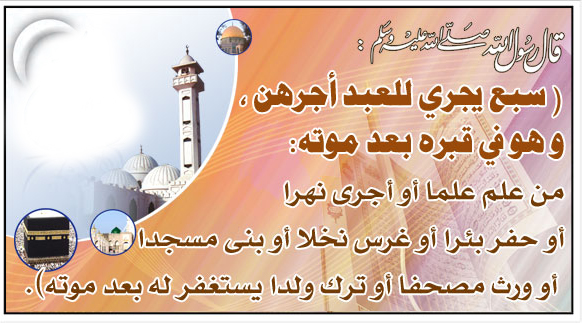 قال رسول الله صلى الله عليه وسلم :
( سبع يجري للعبد أجرهن ،
وهو في قبره بعد موته:
من علم علما أو أجرى نهرا
أو حفر بئرا أو غرس نخلا أو بنى مسجدا
أو ورث مصحفا أو ترك ولدا يستغفر له بعد موته).